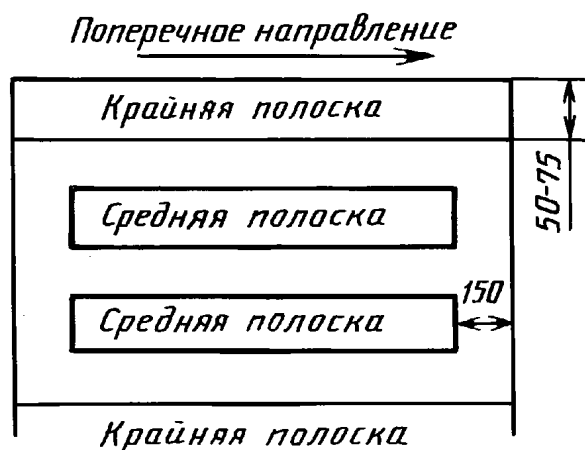 Поперечное направление
Крайняя полоска
50-75
Средняя полоска
150
Средняя полоска
Крайняя полоска